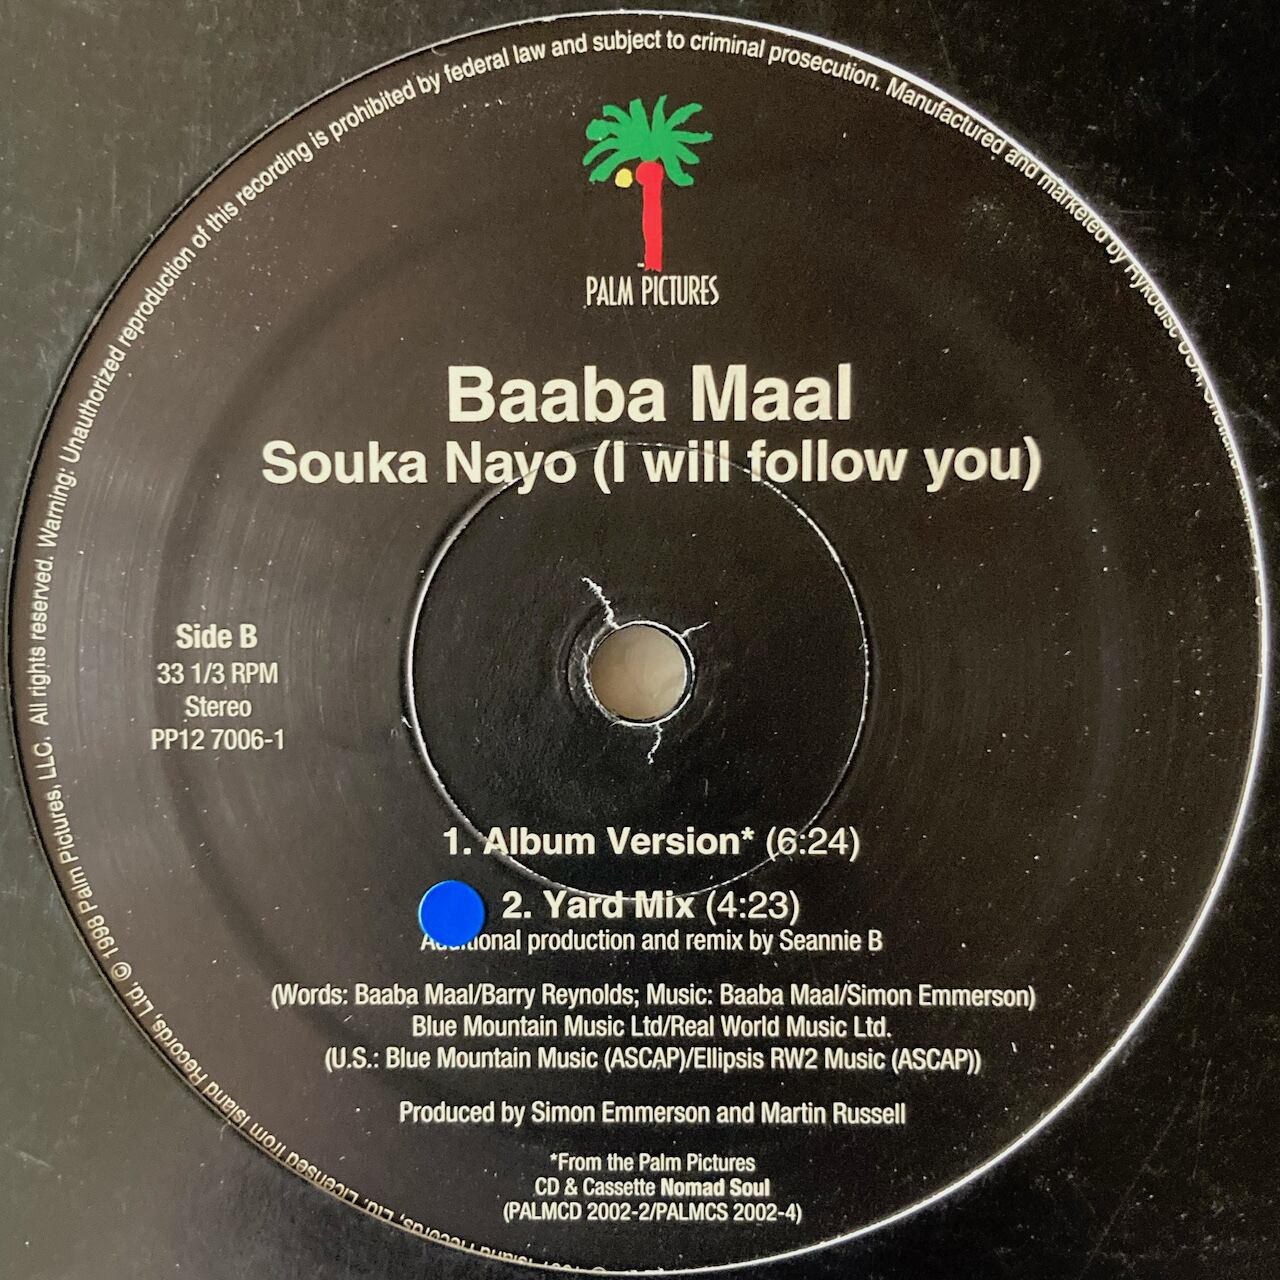 PALM PICTURES
Baaba Maal
Souka Nayo (I will follow you)
Side B
33 1/3 RPM
Stereo
PP12 7006-1
1. Album Version* (6:24)
2. Yard Mix (4:23)
production and remix by Seannie B
(Words: Baaba Maal/Barry Reynolds; Music: Baaba Maal/Simon Emmerson)
Blue Mountain Music Ltd/Real World Music Ltd.
(U.S.: Blue Mountain Music (ASCAP)/Ellipsis RW2 Music (ASCAP))
Produced by Simon Emmerson and Martin Russell
*From the Palm Pictures
CD & Cassette Nomad Soul
(PALMCD 2002-2/PALMCS 2002-4)
Island Records, Ltd. Licensed from Island Records, Ltd. © 1998 Palm Pictures, LLC. All rights reserved. Warning: Unauthorized reproduction of this recording is prohibited by federal law and subject to criminal prosecution. Manufactured and marketed by Rykodisc USA,